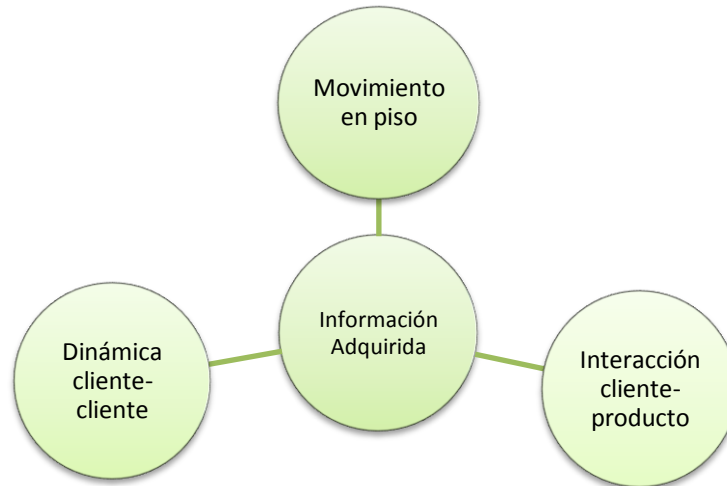 Movimiento
en piso
Información
Adquirida
Dinámica
cliente-
cliente
Interacción
cliente-
producto